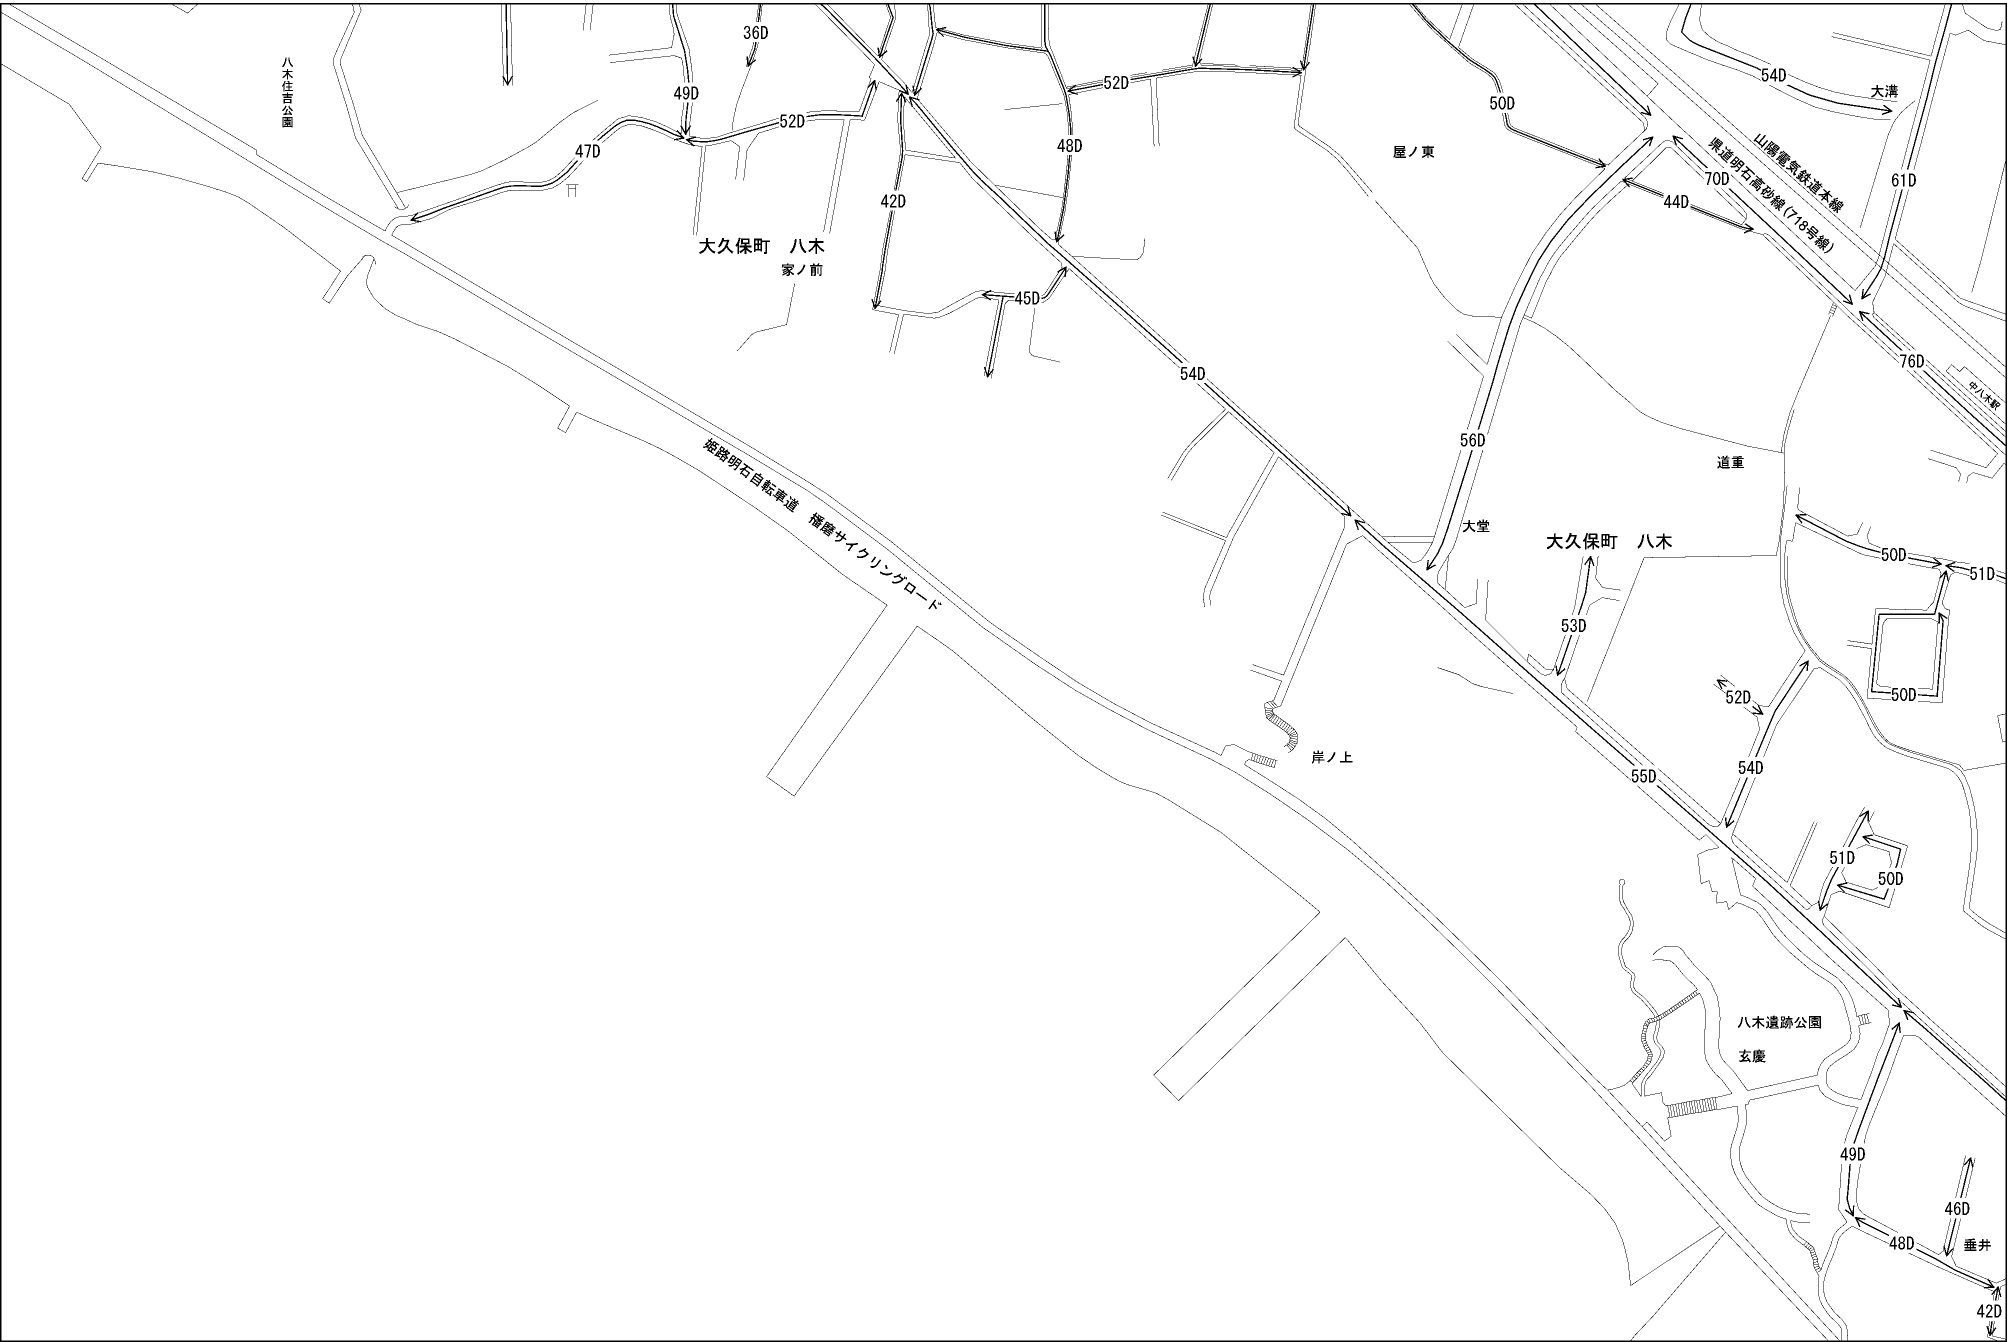 36D
八木住吉公園
54D
大溝
52D
49D
50D
52D
48D
47D
屋ノ東
山陽電気鉄道本線
県道明石高砂線(718号線)
70D
61D
44D
42D
大久保町　八木
家ノ前
45D
54D
76D
中八木駅
56D
道重
姫路明石自転車道　播磨サイクリングロード
大堂
大久保町　八木
50D
51D
53D
50D
52D
岸ノ上
54D
55D
51D
50D
八木遺跡公園
玄慶
49D
46D
48D
垂井
42D